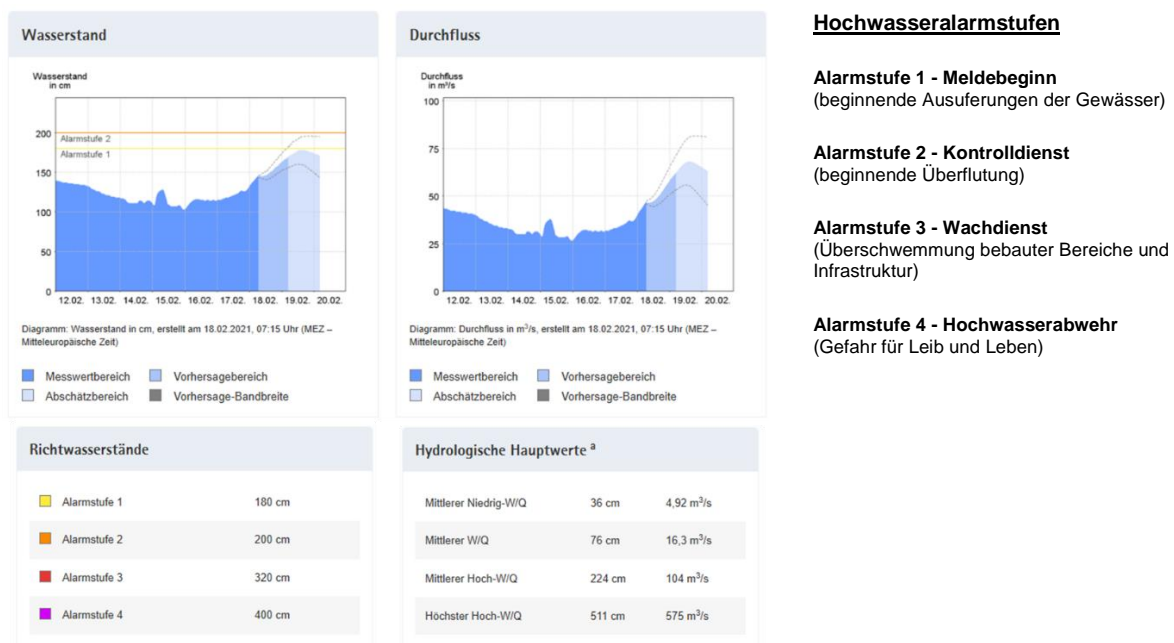 Wasserstand
Wasserstand
in cm
200
150
100
50
0
Alarmstufe 2
Alarmstufe 1
12.02. 13.02. 14.02. 15.02. 16.02. 17.02. 18.02. 19.02. 20.02.
Diagramm: Wasserstand in cm, erstellt am 18.02.2021, 07:15 Uhr (MEZ –
Mitteleuropäische Zeit)
Messwertbereich Vorhersagebereich
Abschätzbereich Vorhersage-Bandbreite
Durchfluss
Durchfluss
in m³/s
100
75
50
25
0
12.02. 13.02. 14.02. 15.02. 16.02. 17.02. 18.02. 19.02. 20.02.
Diagramm: Durchfluss in m³/s, erstellt am 18.02.2021, 07:15 Uhr (MEZ –
Mitteleuropäische Zeit)
Messwertbereich Vorhersagebereich
Abschätzbereich Vorhersage-Bandbreite
Hochwasseralarmstufen
Alarmstufe 1 - Meldebeginn
(beginnende Ausuferungen der Gewässer)
Alarmstufe 2 - Kontrolldienst
(beginnende Überflutung)
Alarmstufe 3 - Wachdienst
(Überschwemmung bebauter Bereiche und
Infrastruktur)
Alarmstufe 4 - Hochwasserabwehr
(Gefahr für Leib und Leben)
Richtwasserstände
Alarmstufe 1 180 cm
Alarmstufe 2 200 cm
Alarmstufe 3 320 cm
Alarmstufe 4 400 cm
Hydrologische Hauptwerte ª
Mittlerer Niedrig-W/Q 36 cm 4,92 m³/s
Mittlerer W/Q 76 cm 16,3 m³/s
Mittlerer Hoch-W/Q 224 cm 104 m³/s
Höchster Hoch-W/Q 511 cm 575 m³/s